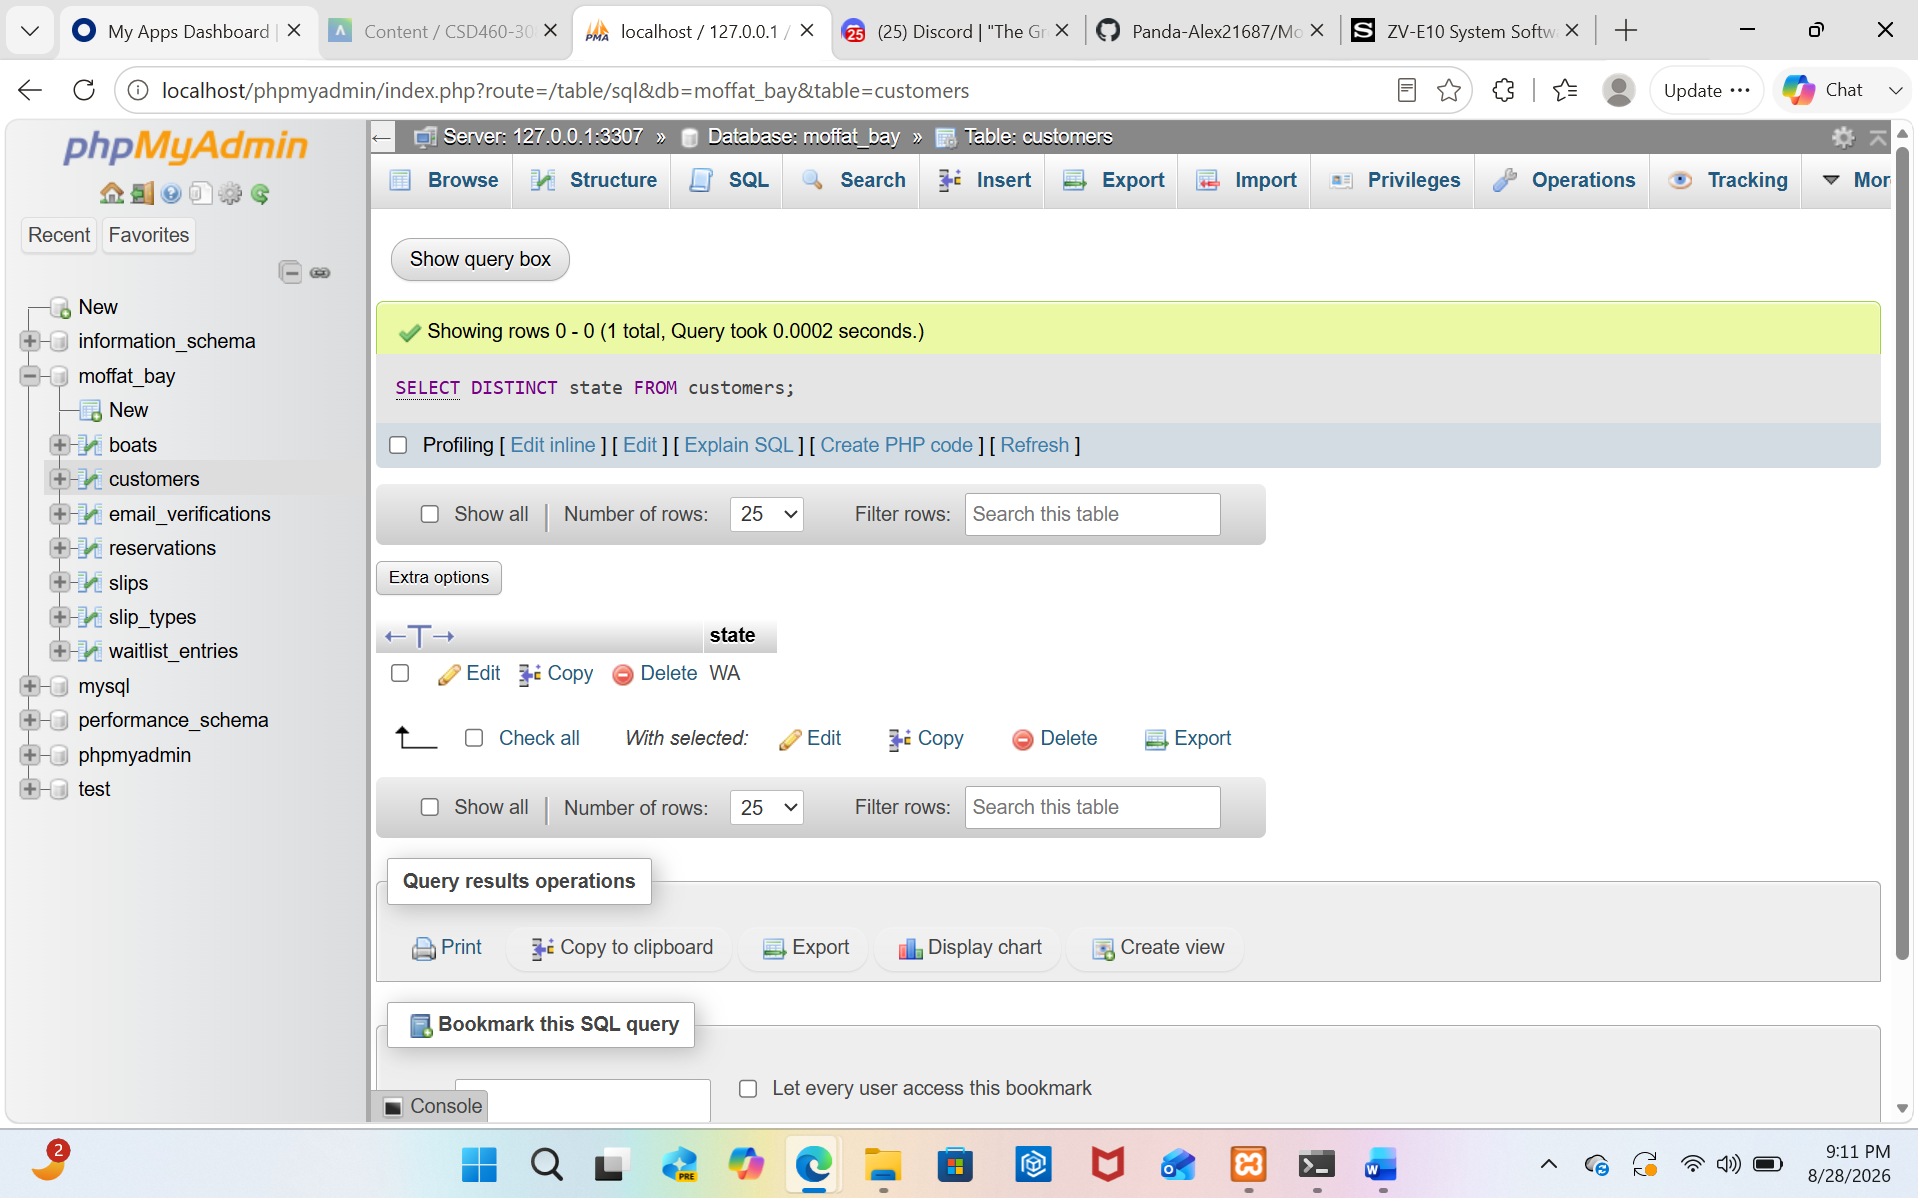 My Apps Dashboard
Content / CSD460-30
localhost / 127.0.0.1 /
(25) Discord | "The Gr
Panda-Alex21687/Mo
ZV-E10 System Softw
localhost/phpmyadmin/index.php?route=/table/sql&db=moffat_bay&table=customers
Update
Chat
phpMyAdmin
Recent
Favorites
New
information_schema
moffat_bay
New
boats
customers
email_verifications
reservations
slips
slip_types
waitlist_entries
mysql
performance_schema
phpmyadmin
test
Server: 127.0.0.1:3307 » Database: moffat_bay » Table: customers
Browse Structure SQL Search Insert Export Import Privileges Operations Tracking Mor
Show query box
Showing rows 0 - 0 (1 total, Query took 0.0002 seconds.)
SELECT DISTINCT state FROM customers;
Profiling [ Edit inline ] [ Edit ] [ Explain SQL ] [ Create PHP code ] [ Refresh ]
Show all | Number of rows: 25 Filter rows: Search this table
Extra options
←T→ state
Edit Copy Delete WA
Check all With selected: Edit Copy Delete Export
Show all | Number of rows: 25 Filter rows: Search this table
Query results operations
Print Copy to clipboard Export Display chart Create view
Bookmark this SQL query
Let every user access this bookmark
Console
2
PRE
9:11 PM
8/28/2026